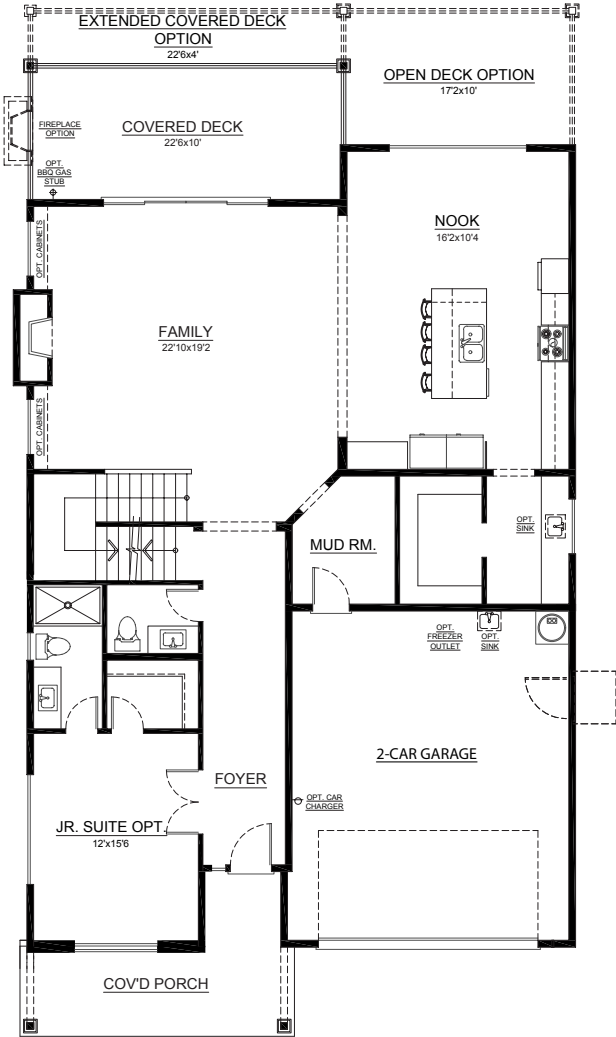 EXTENDED COVERED DECK
OPTION
22'6x4'
OPEN DECK OPTION
17'2x10'
FIREPLACE
OPTION
COVERED DECK
22'6x10'
OPT.
BBQ GAS
STUB
OPT. CABINETS
NOOK
16'2x10'4
FAMILY
22'10x19'2
OPT. CABINETS
OPT.
SINK
MUD RM.
OPT.
FREEZER
OUTLET
OPT.
SINK
2-CAR GARAGE
FOYER
OPT. CAR
CHARGER
JR. SUITE OPT.
12'x15'6
COV'D PORCH